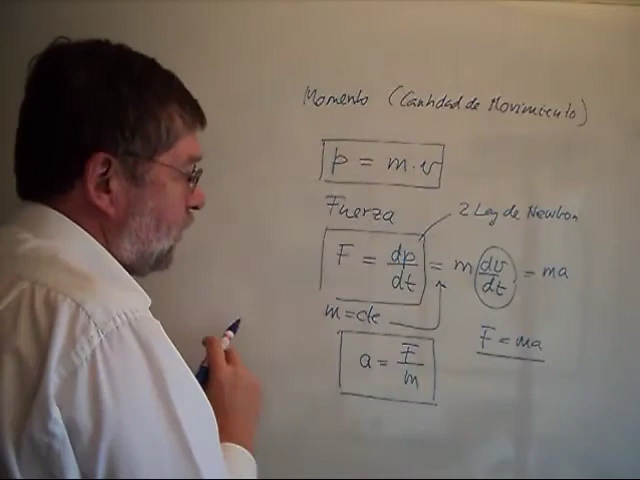 Momento (Cantidad de Movimiento)
p = m·v
Fuerza
2 Ley de Newton
F = dp/dt = m dv/dt = ma
m = cte
F = ma
a = F/m